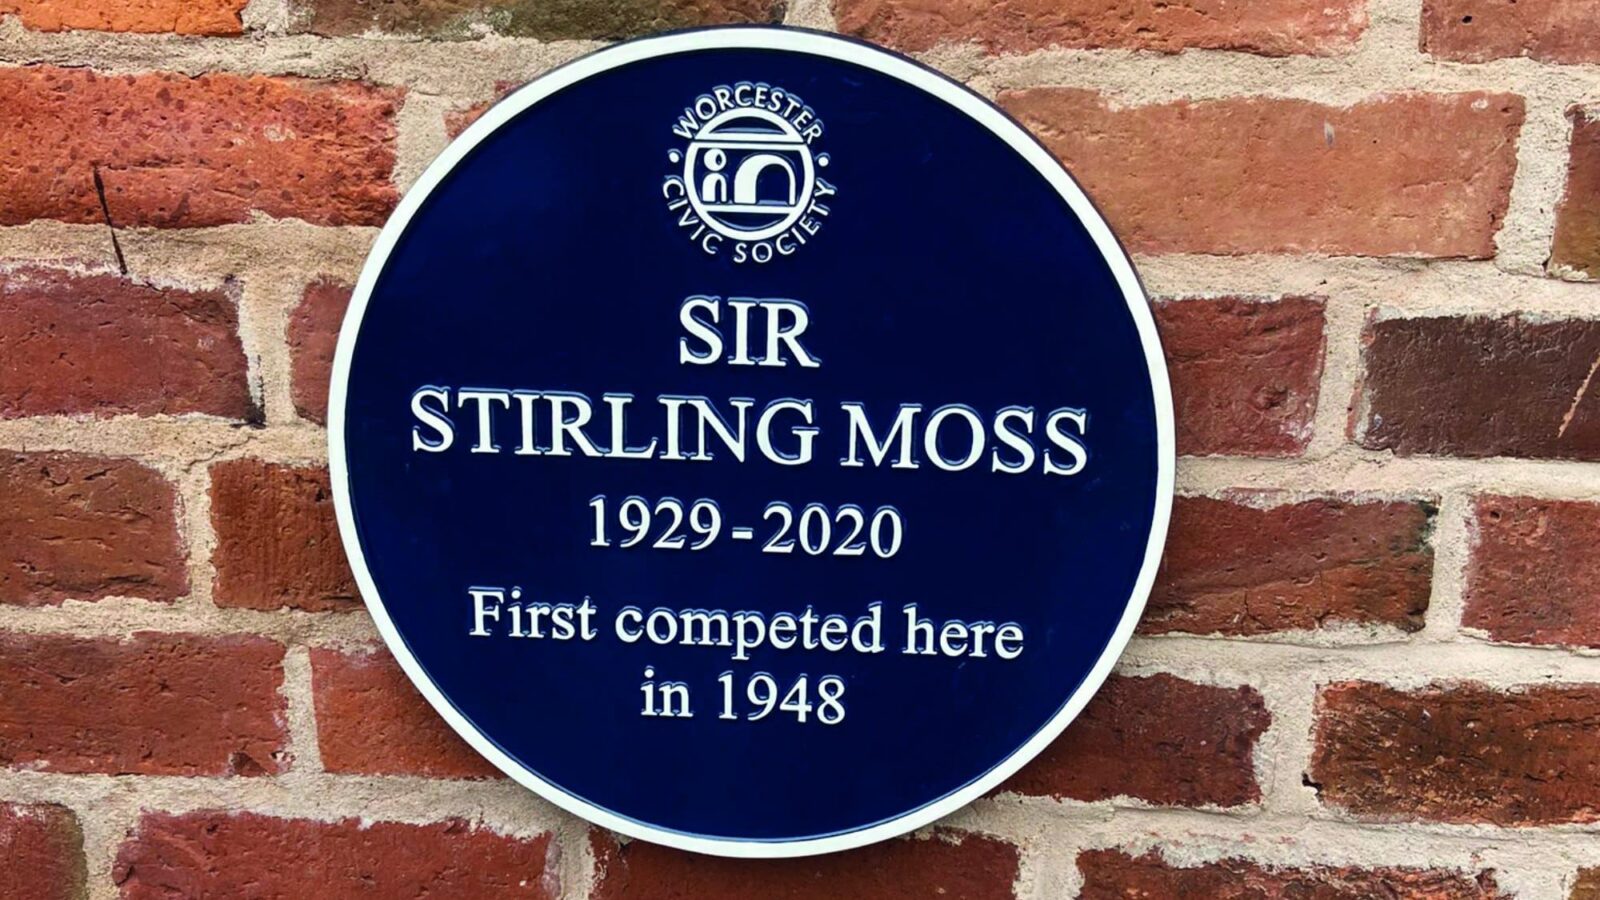 WORCESTER
CIVIC SOCIETY
SIR
STIRLING MOSS
1929-2020
First competed here
in 1948